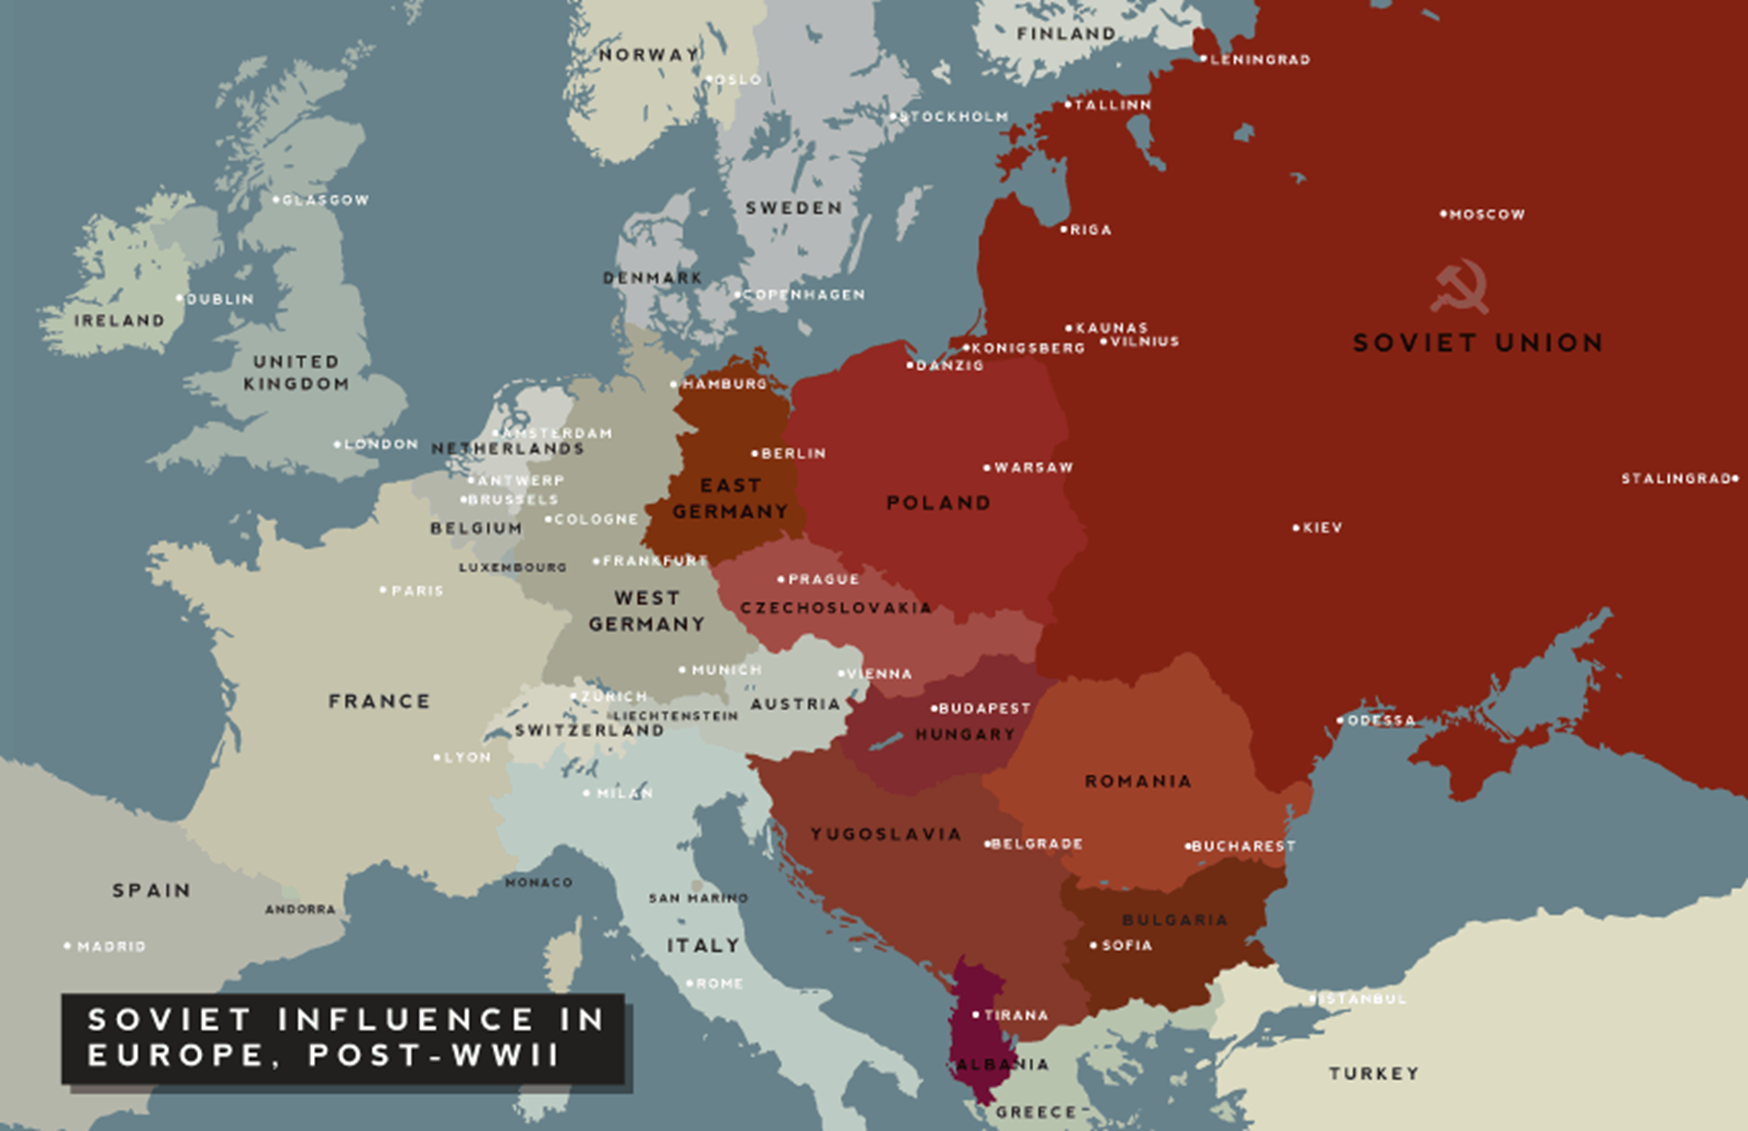 NORWAY
OSLO
FINLAND
LENINGRAD
TALLINN
STOCKHOLM
GLASGOW
SWEDEN
MOSCOW
RIGA
DENMARK
COPENHAGEN
DUBLIN
IRELAND
KAUNAS
VILNIUS
KONIGSBERG
SOVIET UNION
UNITED
KINGDOM
DANZIG
HAMBURG
AMSTERDAM
NETHERLANDS
LONDON
BERLIN
WARSAW
STALINGRAD
ANTWERP
BRUSSELS
EAST
GERMANY
POLAND
COLOGNE
BELGIUM
KIEV
LUXEMBOURG
FRANKFURT
PRAGUE
PARIS
WEST
GERMANY
CZECHOSLOVAKIA
MUNICH
VIENNA
FRANCE
ZURICH
LIECHTENSTEIN
AUSTRIA
BUDAPEST
SWITZERLAND
HUNGARY
ODESSA
LYON
MILAN
ROMANIA
YUGOSLAVIA
BELGRADE
BUCHAREST
SPAIN
ANDORRA
MONACO
SAN MARINO
BULGARIA
MADRID
ITALY
SOFIA
ROME
ISTANBUL
TIRANA
SOVIET INFLUENCE IN
EUROPE, POST-WWII
ALBANIA
TURKEY
GREECE